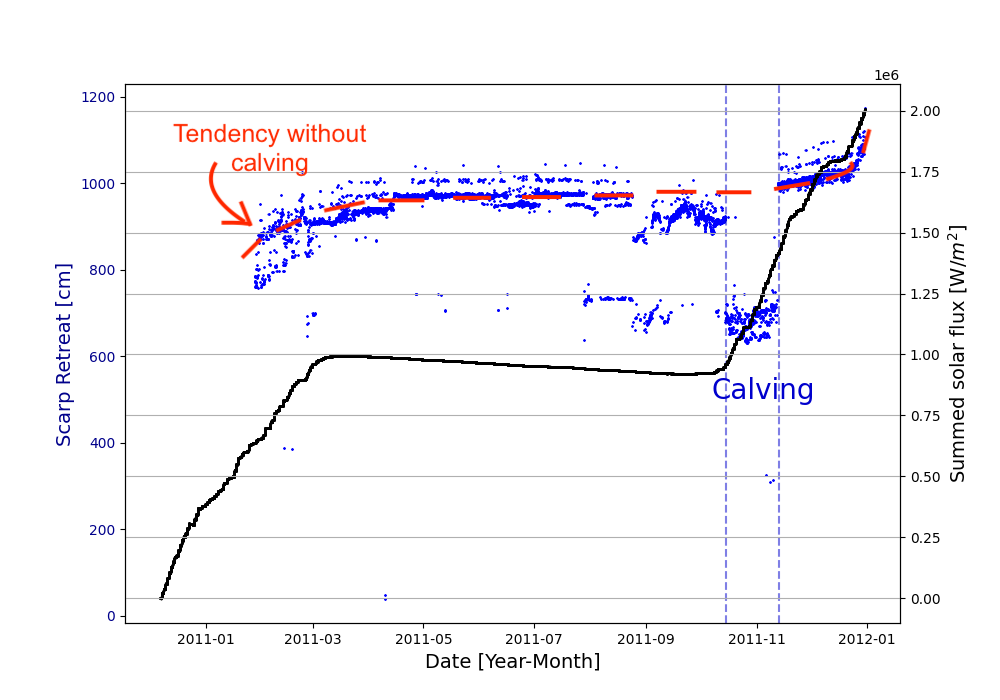 1e6
1200
1000
800
600
400
200
0
Scarp Retreat [cm]
Tendency without
calving
Calving
2.00
1.75
1.50
1.25
1.00
0.75
0.50
0.25
0.00
Summed solar flux [W/m²]
2011-01 2011-03 2011-05 2011-07 2011-09 2011-11 2012-01
Date [Year-Month]